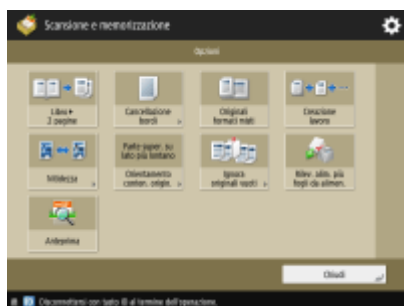 Scansione e memorizzazione
Opzioni
Libro ▸
2 pagine
Cancellazione
bordi
Originali
formati misti
Creazione
lavoro
Nitidezza
Parte super. su
lato più lontano
Orientamento
conten. origin.
Ignora
originali vuoti
Rilev. alim. più
fogli da alimen.
Anteprima
Chiudi
Disconnettersi con tasto ID al termine dell'operazione.